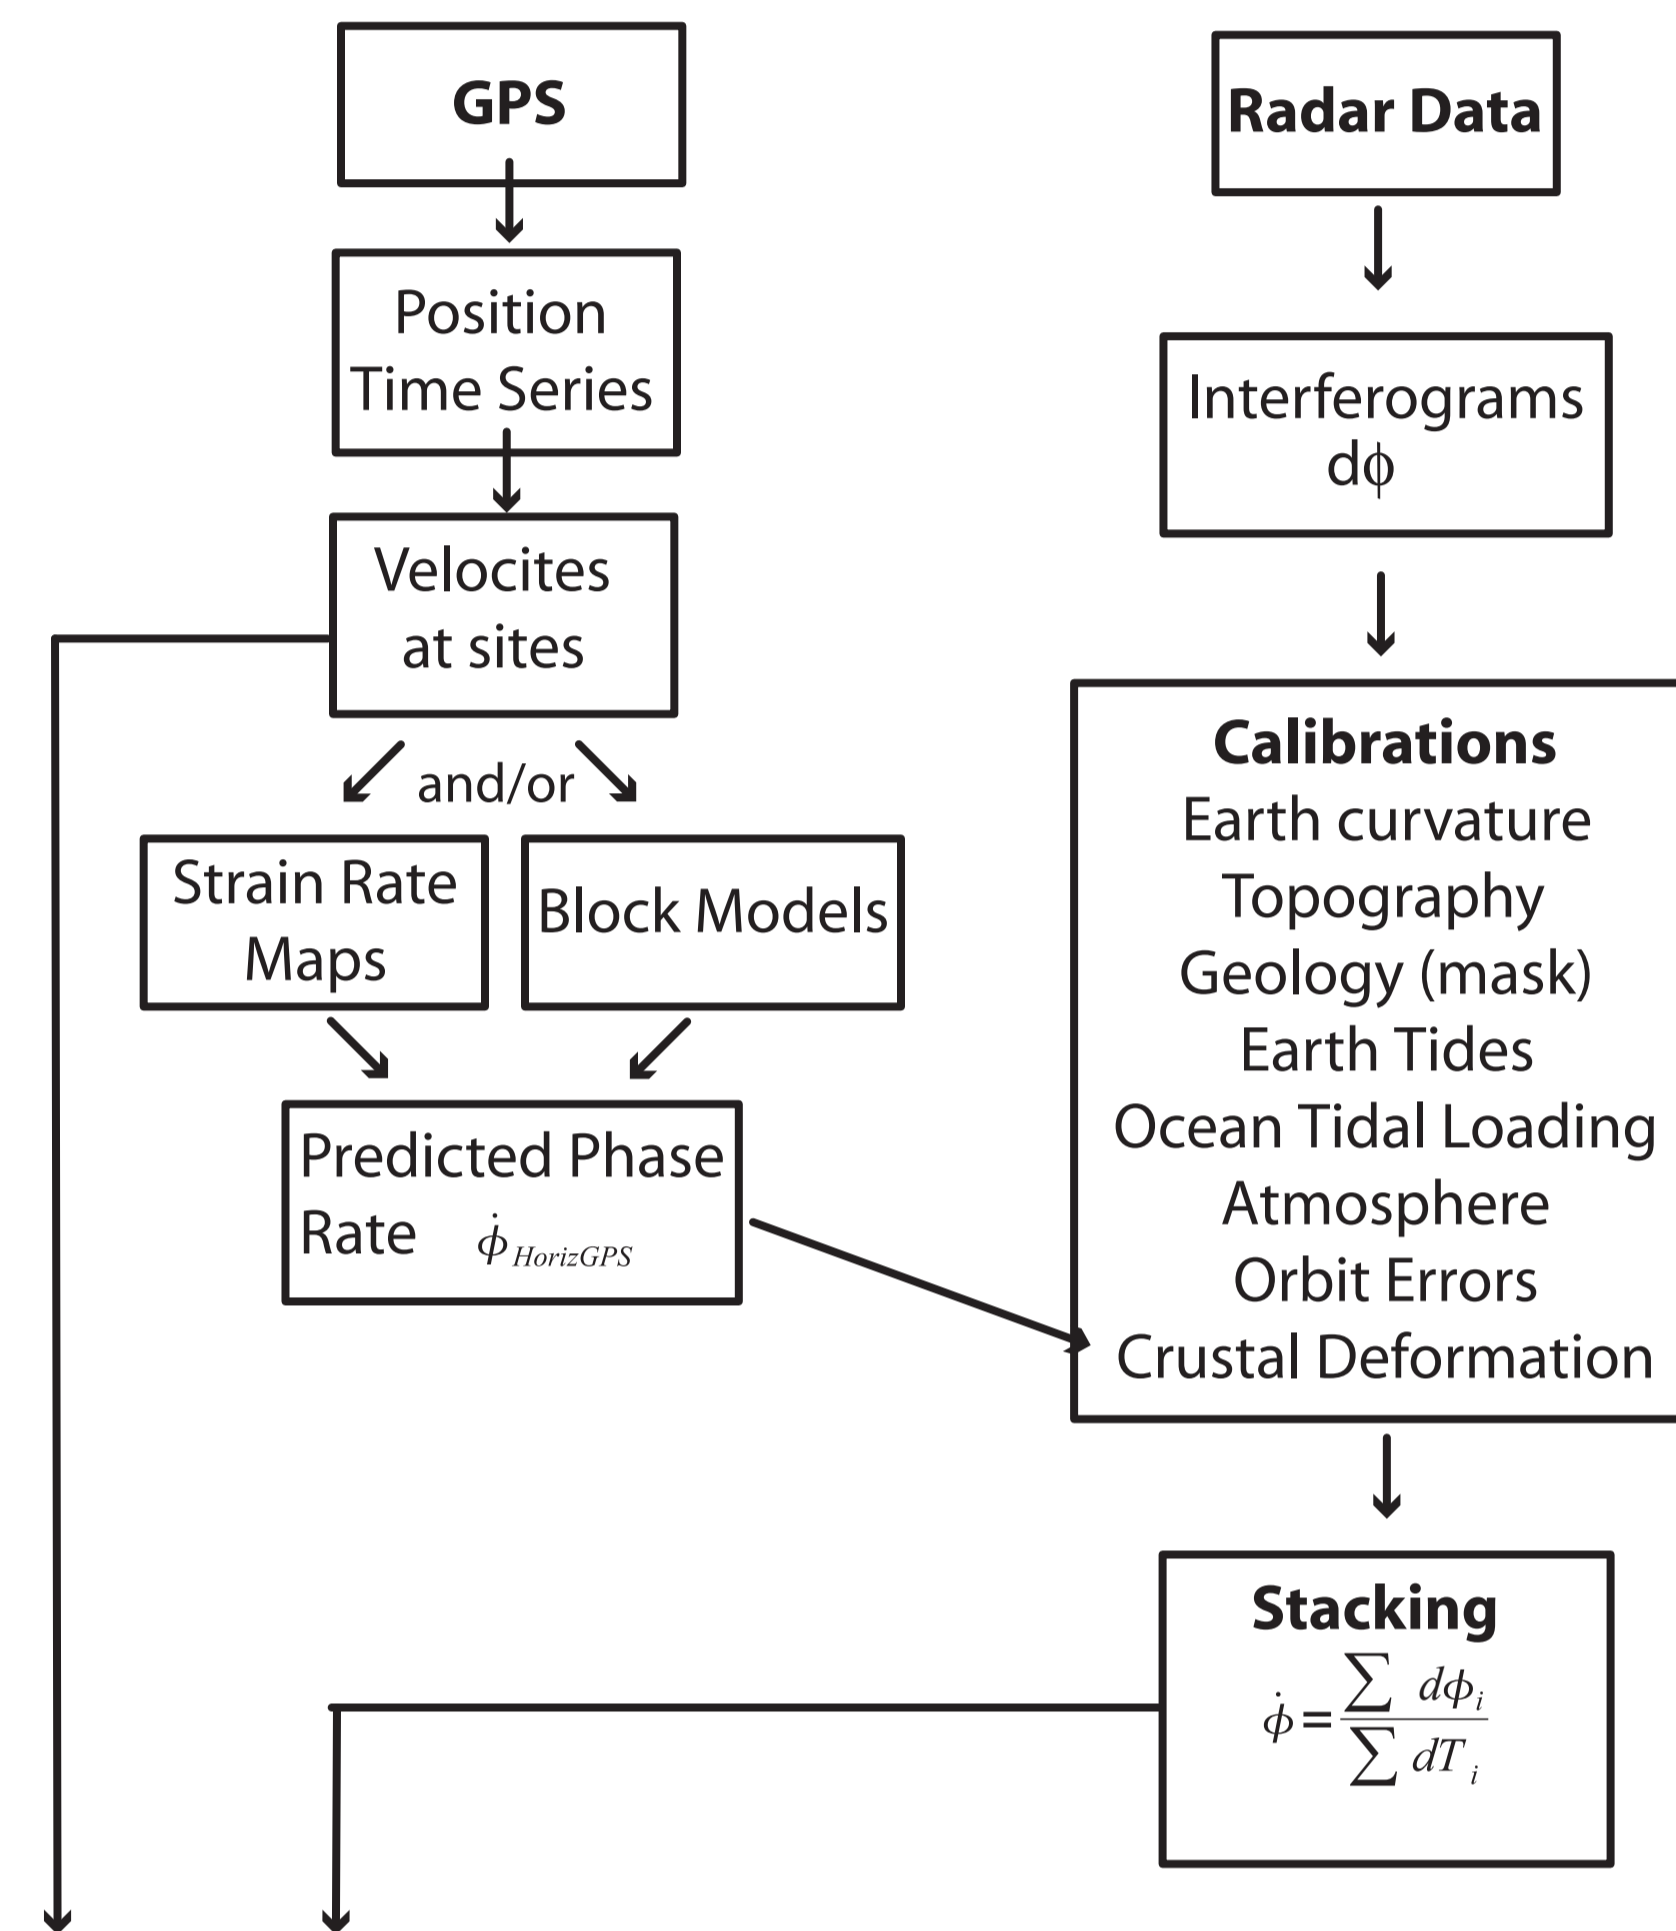 GPS
Position
Time Series
Velocites
at sites
and/or
Strain Rate
Maps
Block Models
Predicted Phase
Rate ϕ̇ HorizGPS
Radar Data
Interferograms
dϕ
Calibrations
Earth curvature
Topography
Geology (mask)
Earth Tides
Ocean Tidal Loading
Atmosphere
Orbit Errors
Crustal Deformation
Stacking
ϕ̇ = ∑ dϕi
∑ dT i